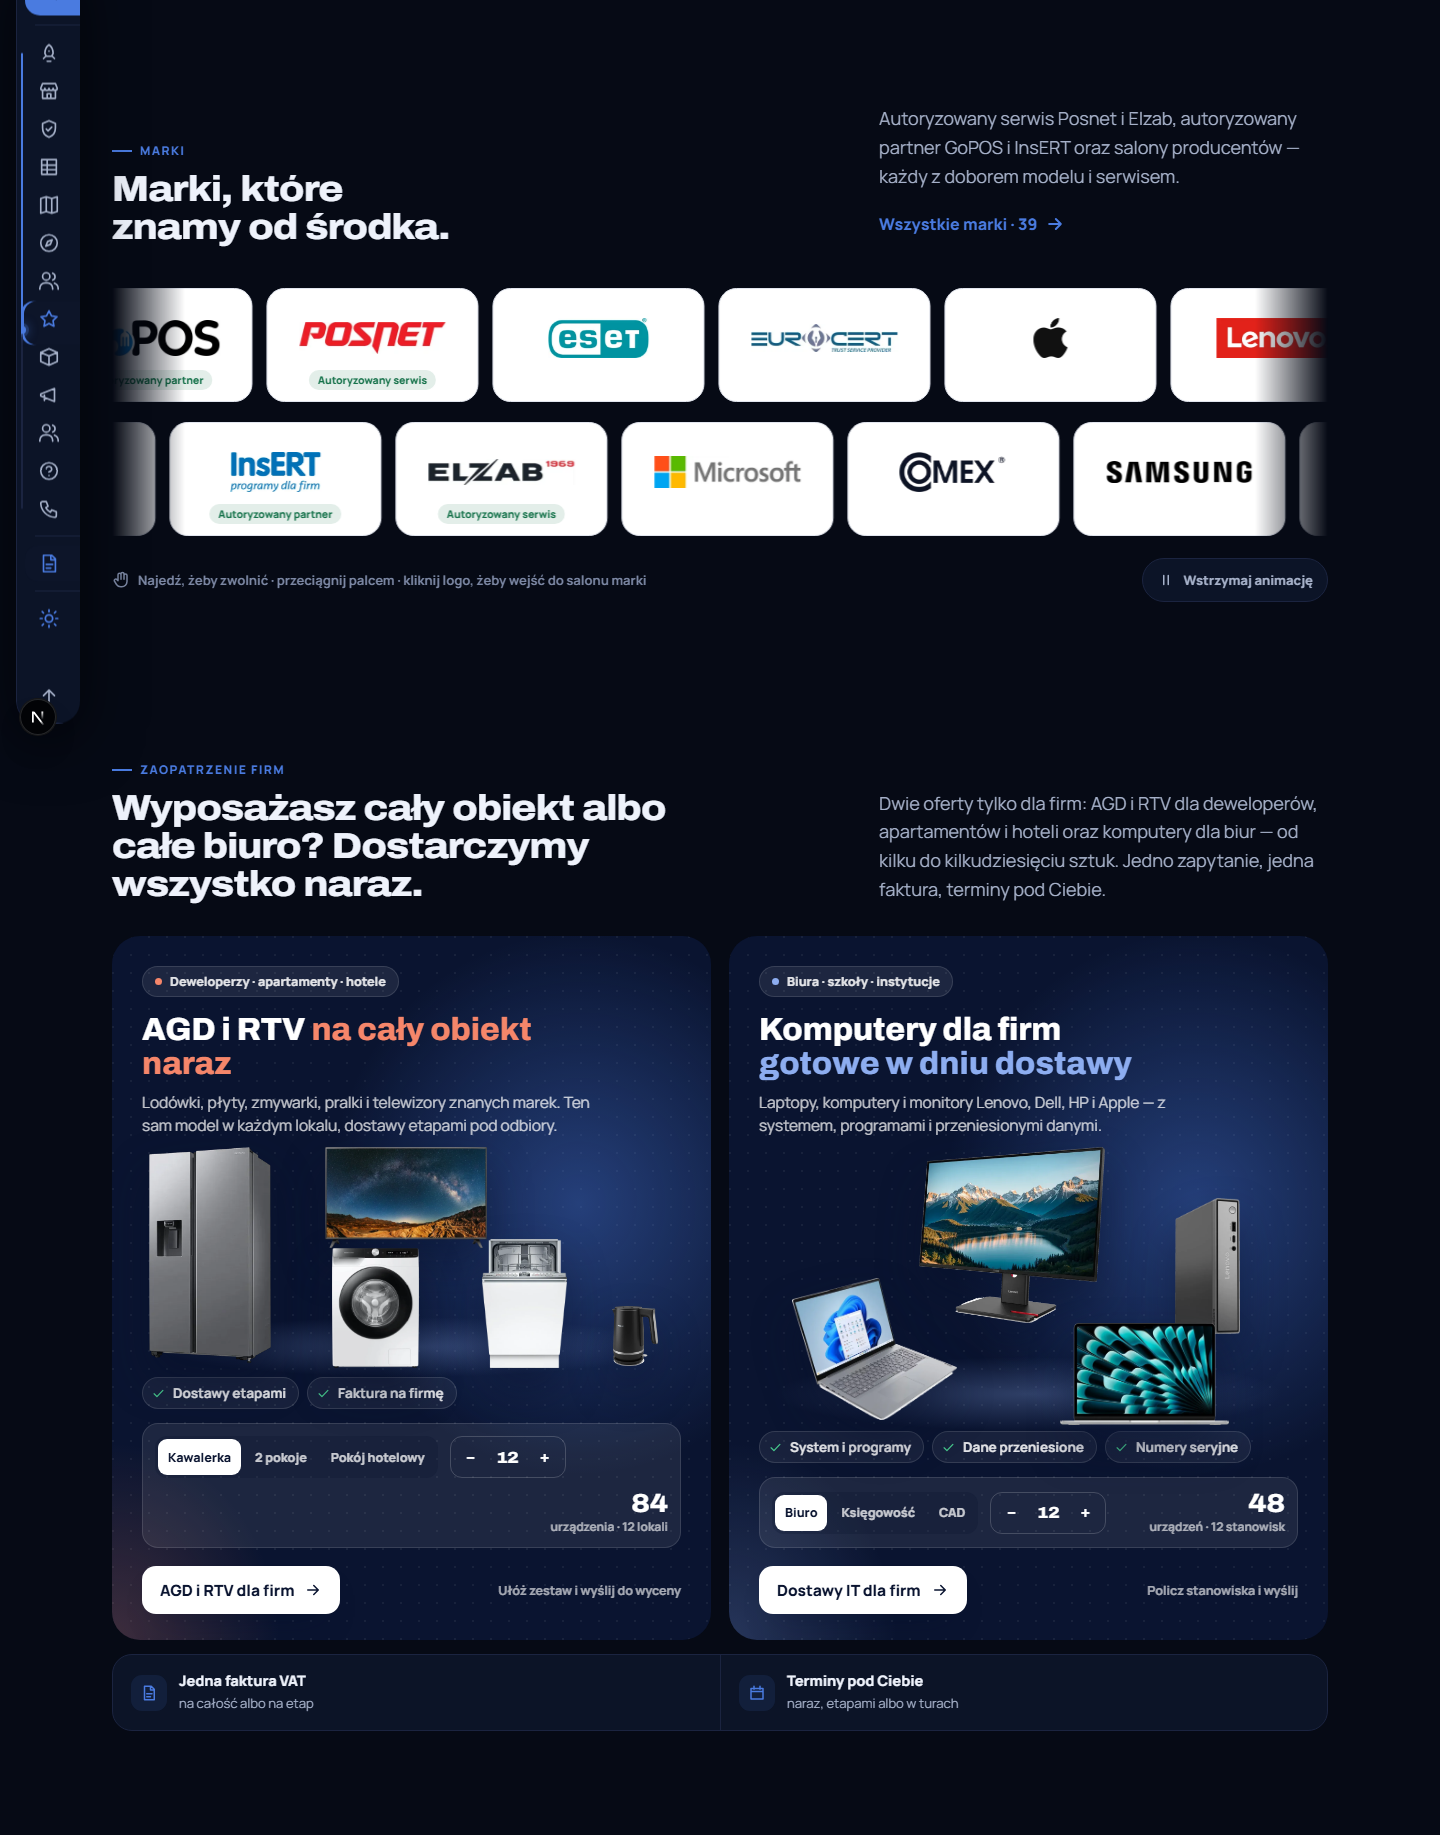 MARKI
Marki, które
znamy od środka.
Autoryzowany serwis Posnet i Elzab, autoryzowany
partner GoPOS i InsERT oraz salony producentów —
każdy z doborem modelu i serwisem.
Wszystkie marki · 39
POS
POSNET
eseT
EUROCERT
TRUST SERVICE PROVIDER
Lenovo
partner
Autoryzowany serwis
InsERT
programy dla firm
ELZAB 1969
Microsoft
COMEX
SAMSUNG
Autoryzowany partner
Autoryzowany serwis
Najedź, żeby zwolnić · przeciągnij palcem · kliknij logo, żeby wejść do salonu marki
Wstrzymaj animację
N
ZAOPATRZENIE FIRM
Wyposażasz cały obiekt albo
całe biuro? Dostarczymy
wszystko naraz.
Dwie oferty tylko dla firm: AGD i RTV dla deweloperów,
apartamentów i hoteli oraz komputery dla biur — od
kilku do kilkudziesięciu sztuk. Jedno zapytanie, jedna
faktura, terminy pod Ciebie.
Deweloperzy · apartamenty · hotele
AGD i RTV na cały obiekt
naraz
Lodówki, płyty, zmywarki, pralki i telewizory znanych marek. Ten
sam model w każdym lokalu, dostawy etapami pod odbiory.
Dostawy etapami
Faktura na firmę
Kawalerka
2 pokoje
Pokój hotelowy
− 12 +
84
urządzenia · 12 lokali
AGD i RTV dla firm
Ułóż zestaw i wyślij do wyceny
Biura · szkoły · instytucje
Komputery dla firm
gotowe w dniu dostawy
Laptopy, komputery i monitory Lenovo, Dell, HP i Apple — z
systemem, programami i przeniesionymi danymi.
System i programy
Dane przeniesione
Numery seryjne
Biuro
Księgowość
CAD
− 12 +
48
urządzeń · 12 stanowisk
Dostawy IT dla firm
Policz stanowiska i wyślij
Jedna faktura VAT
na całość albo na etap
Terminy pod Ciebie
naraz, etapami albo w turach